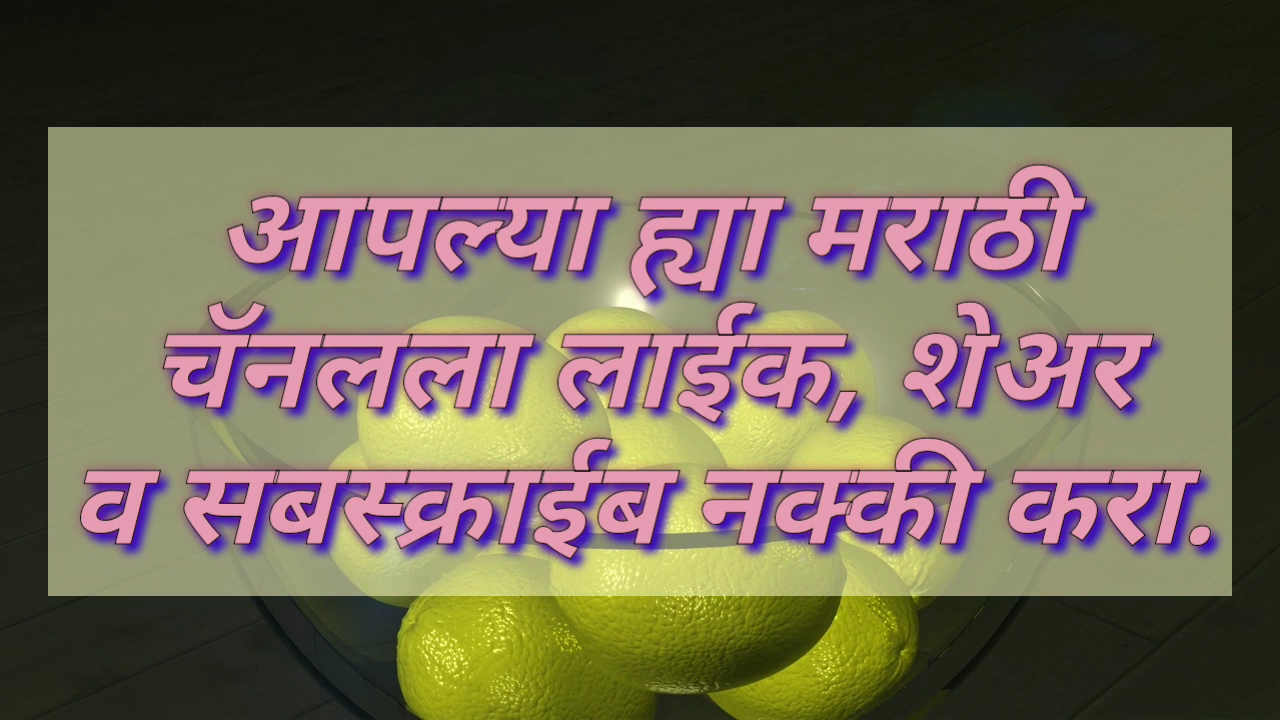 आपल्या ह्या मराठी
चॅनलला लाईक, शेअर
व सबस्क्राईब नक्की करा.